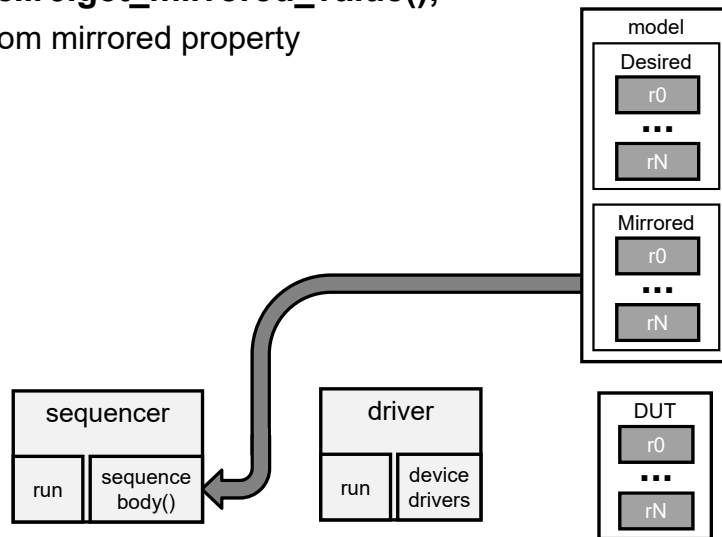 get_mirrored_value();
om mirrored property
model
Desired
r0
...
rN
Mirrored
r0
...
rN
sequencer
run
sequence
body()
driver
run
device
drivers
DUT
r0
...
rN